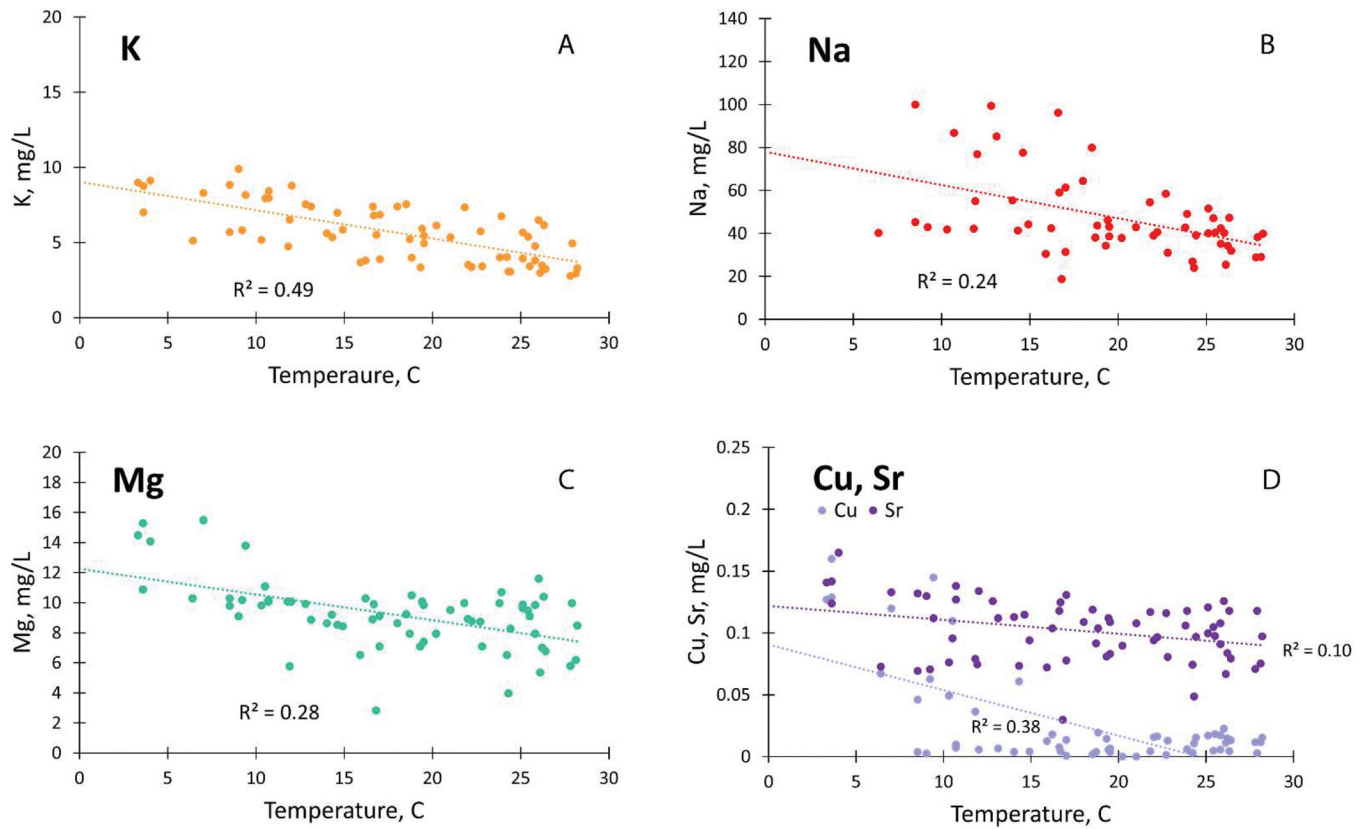 K
A
20
15
10
5
0
K, mg/L
R² = 0.49
0 5 10 15 20 25 30
Temperaure, C
Na
B
140
120
100
80
60
40
20
0
Na, mg/L
R² = 0.24
0 5 10 15 20 25 30
Temperature, C
Mg
C
20
18
16
14
12
10
8
6
4
2
0
Mg, mg/L
R² = 0.28
0 5 10 15 20 25 30
Temperature, C
Cu, Sr
D
Cu Sr
0.25
0.2
0.15
0.1
0.05
0
Cu, Sr, mg/L
R² = 0.10
R² = 0.38
0 5 10 15 20 25 30
Temperature, C